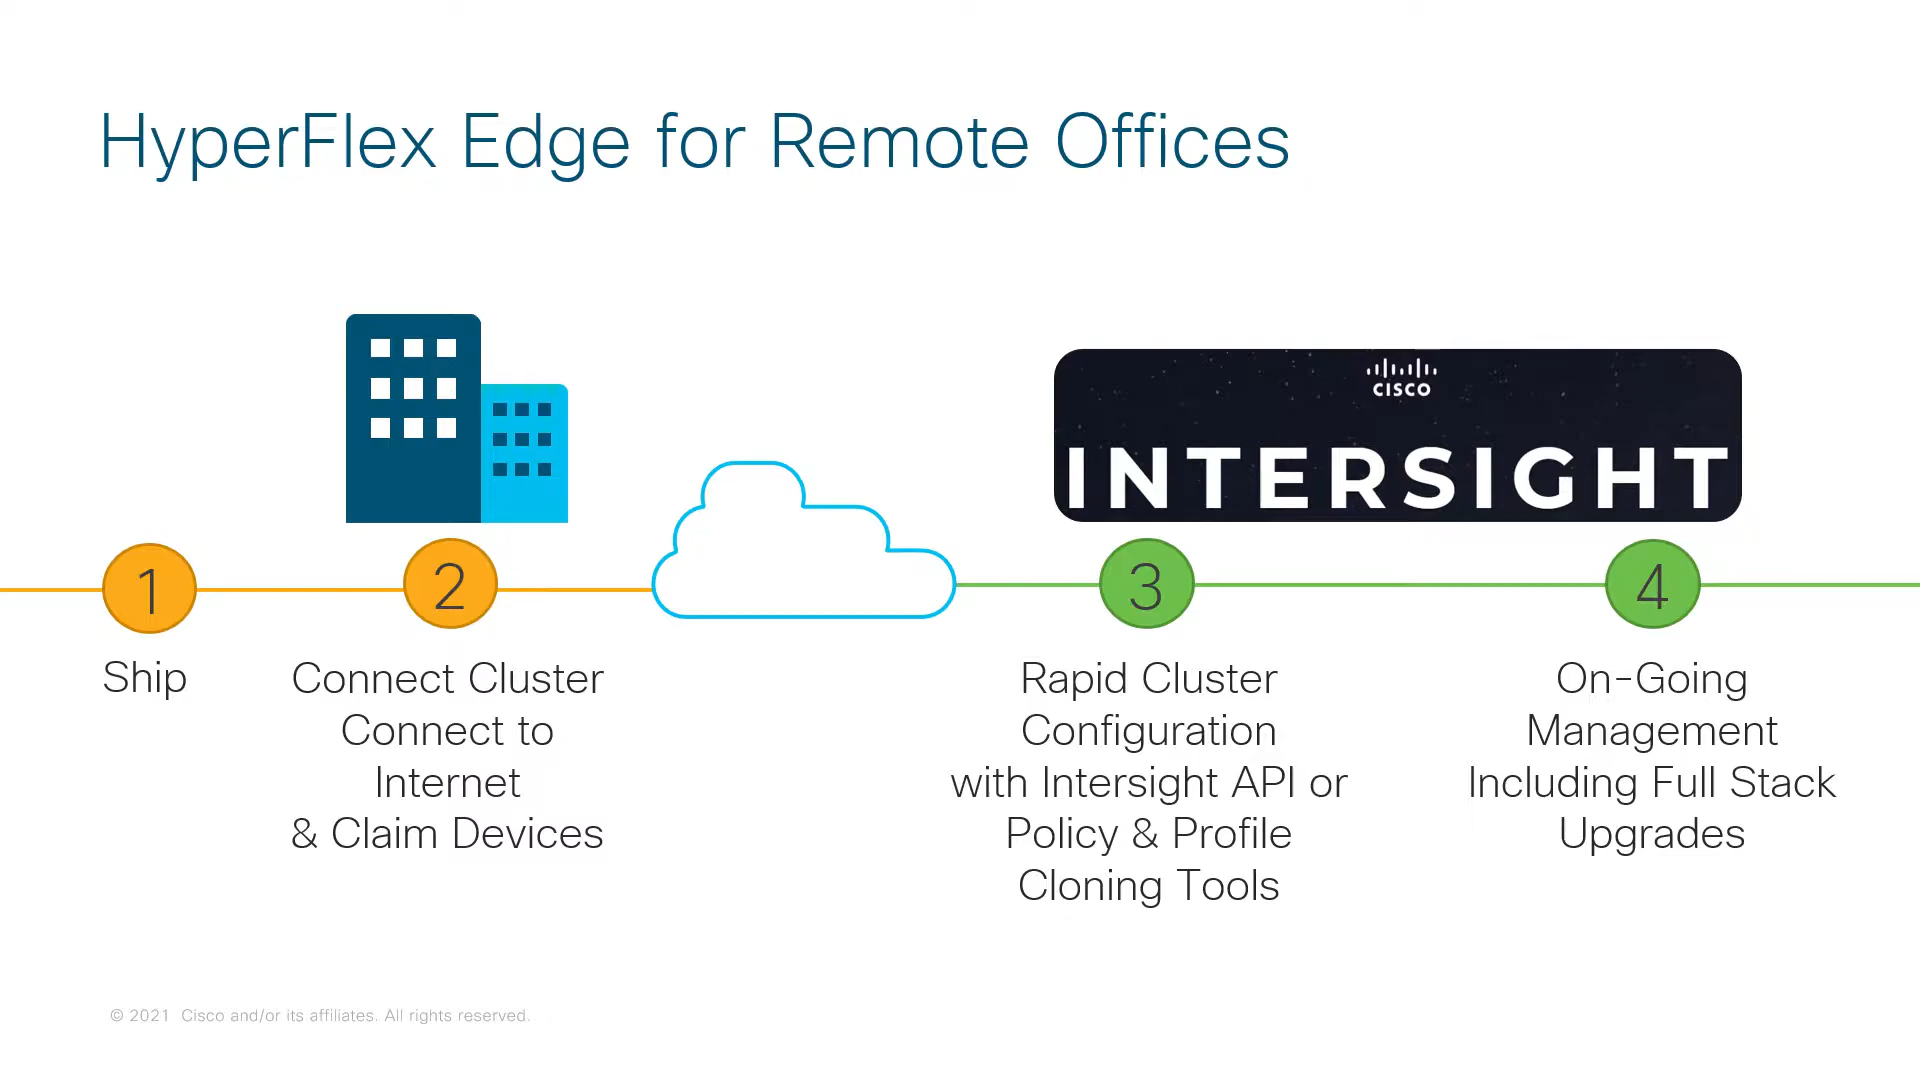 HyperFlex Edge for Remote Offices
CISCO
INTERSIGHT
1
2
3
4
Ship
Connect Cluster
Connect to
Internet
& Claim Devices
Rapid Cluster
Configuration
with Intersight API or
Policy & Profile
Cloning Tools
On-Going
Management
Including Full Stack
Upgrades
© 2021 Cisco and/or its affiliates. All rights reserved.